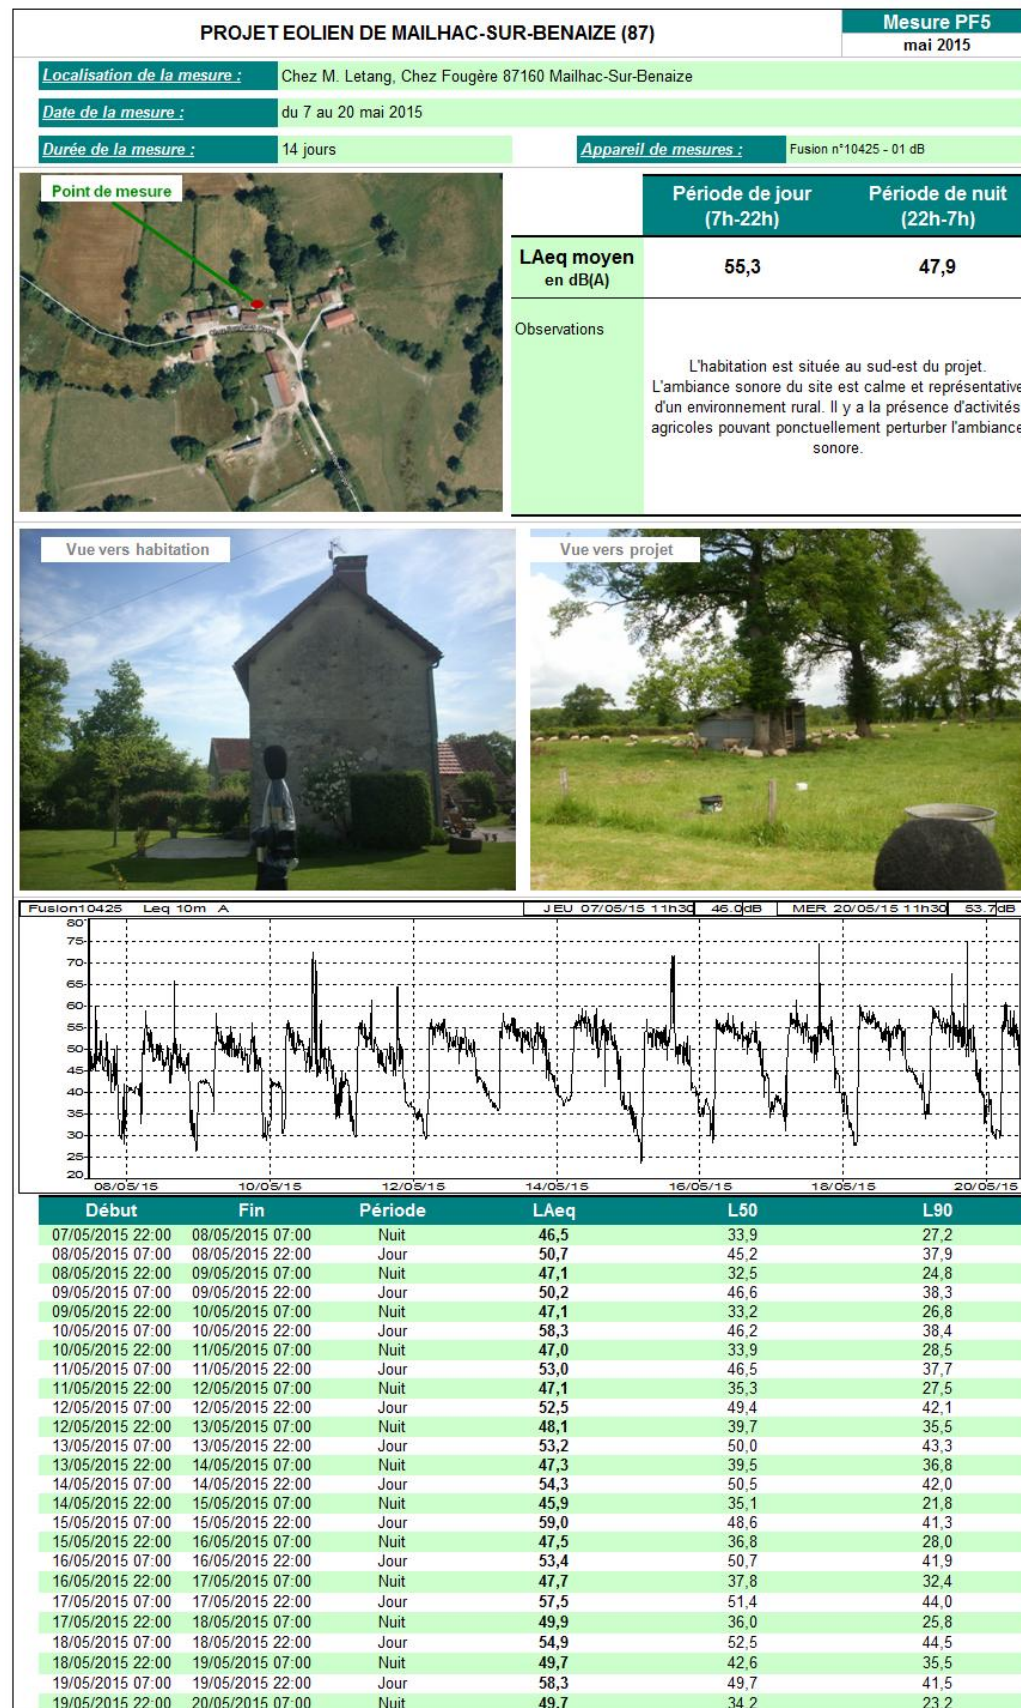 PROJET EOLIEN DE MAILHAC-SUR-BENAIZE (87)
Mesure PF5
mai 2015
Localisation de la mesure : Chez M. Letang, Chez Fougère 87160 Mailhac-Sur-Benaize
Date de la mesure : du 7 au 20 mai 2015
Durée de la mesure : 14 jours Appareil de mesures : Fusion n°10425 - 01 dB
Point de mesure
Période de jour (7h-22h) Période de nuit (22h-7h)
LAeq moyen en dB(A) 55,3 47,9
Observations
L'habitation est située au sud-est du projet.
L'ambiance sonore du site est calme et représentative
d'un environnement rural. Il y a la présence d'activités
agricoles pouvant ponctuellement perturber l'ambiance
sonore.
Vue vers habitation
Vue vers projet
Fusion10425 Leq 10m A JEU 07/05/15 11h30 46.0dB MER 20/05/15 11h30 53.7dB
80
75
70
65
60
55
50
45
40
35
30
25
20
08/05/15 10/05/15 12/05/15 14/05/15 16/05/15 18/05/15 20/05/15
Début Fin Période LAeq L50 L90
07/05/2015 22:00 08/05/2015 07:00 Nuit 46,5 33,9 27,2
08/05/2015 07:00 08/05/2015 22:00 Jour 50,7 45,2 37,9
08/05/2015 22:00 09/05/2015 07:00 Nuit 47,1 32,5 24,8
09/05/2015 07:00 09/05/2015 22:00 Jour 50,2 46,6 38,3
09/05/2015 22:00 10/05/2015 07:00 Nuit 47,1 33,2 26,8
10/05/2015 07:00 10/05/2015 22:00 Jour 58,3 46,2 38,4
10/05/2015 22:00 11/05/2015 07:00 Nuit 47,0 33,9 28,5
11/05/2015 07:00 11/05/2015 22:00 Jour 53,0 46,5 37,7
11/05/2015 22:00 12/05/2015 07:00 Nuit 47,1 35,3 27,5
12/05/2015 07:00 12/05/2015 22:00 Jour 52,5 49,4 42,1
12/05/2015 22:00 13/05/2015 07:00 Nuit 48,1 39,7 35,5
13/05/2015 07:00 13/05/2015 22:00 Jour 53,2 50,0 43,3
13/05/2015 22:00 14/05/2015 07:00 Nuit 47,3 39,5 36,8
14/05/2015 07:00 14/05/2015 22:00 Jour 54,3 50,5 42,0
14/05/2015 22:00 15/05/2015 07:00 Nuit 45,9 35,1 21,8
15/05/2015 07:00 15/05/2015 22:00 Jour 59,0 48,6 41,3
15/05/2015 22:00 16/05/2015 07:00 Nuit 47,5 36,8 28,0
16/05/2015 07:00 16/05/2015 22:00 Jour 53,4 50,7 41,9
16/05/2015 22:00 17/05/2015 07:00 Nuit 47,7 37,8 32,4
17/05/2015 07:00 17/05/2015 22:00 Jour 57,5 51,4 44,0
17/05/2015 22:00 18/05/2015 07:00 Nuit 49,9 36,0 25,8
18/05/2015 07:00 18/05/2015 22:00 Jour 54,9 52,5 44,5
18/05/2015 22:00 19/05/2015 07:00 Nuit 49,7 42,6 35,5
19/05/2015 07:00 19/05/2015 22:00 Jour 58,3 49,7 41,5
19/05/2015 22:00 20/05/2015 07:00 Nuit 49,7 34,2 23,2